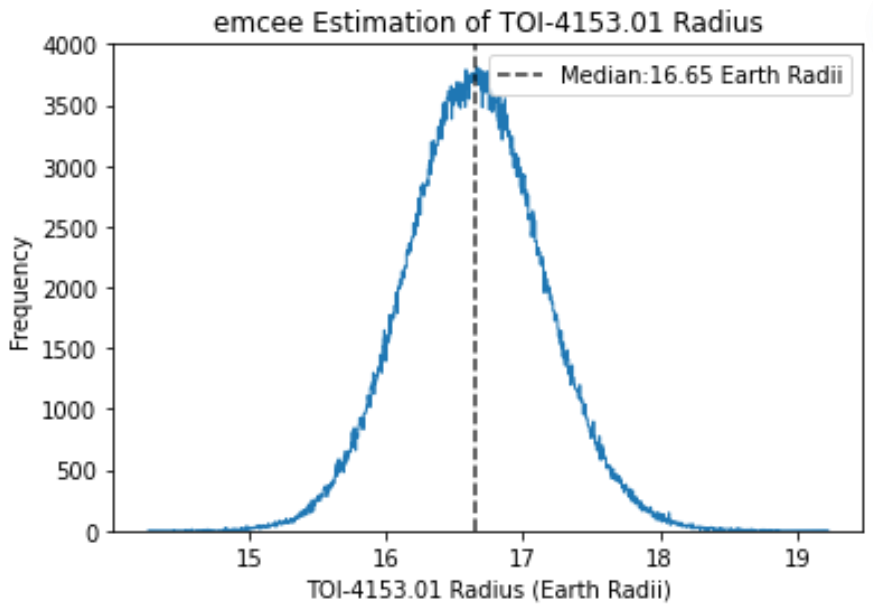 emcee Estimation of TOI-4153.01 Radius
Median:16.65 Earth Radii
Frequency
4000
3500
3000
2500
2000
1500
1000
500
0
15 16 17 18 19
TOI-4153.01 Radius (Earth Radii)